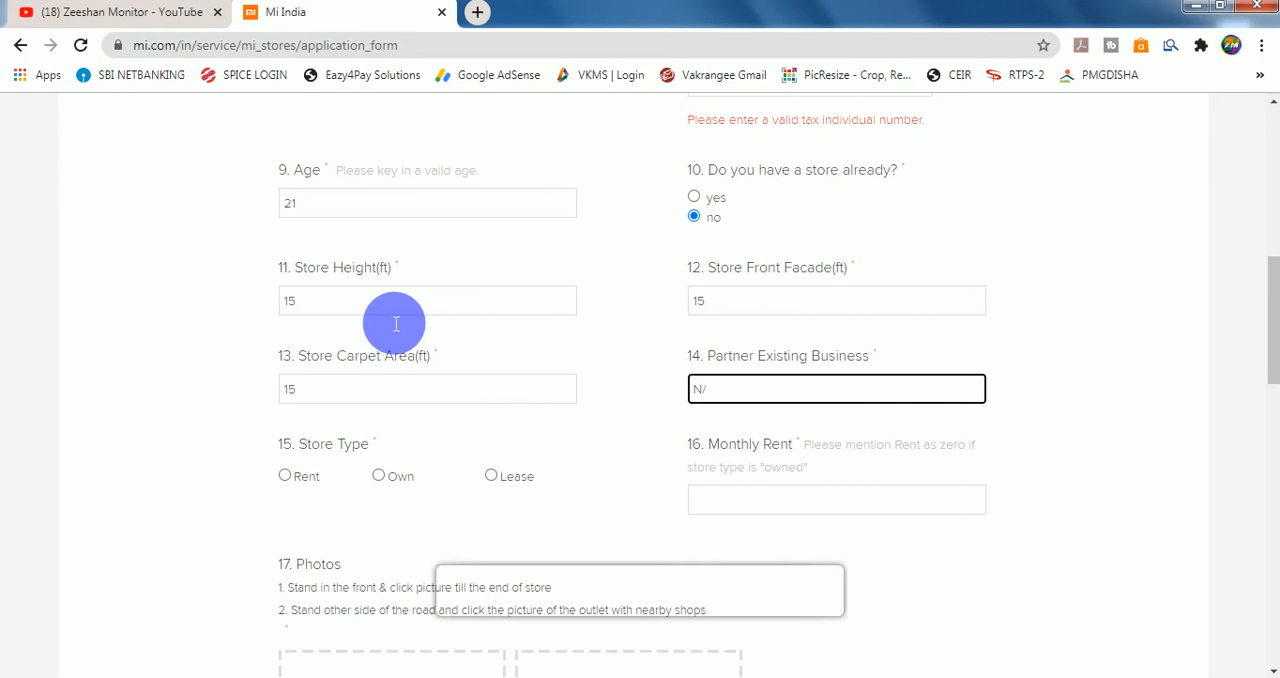 (18) Zeeshan Monitor - YouTube
Mi India
mi.com/in/service/mi_stores/application_form
Apps
SBI NETBANKING
SPICE LOGIN
Eazy4Pay Solutions
Google AdSense
VKMS | Login
Vakrangee Gmail
PicResize - Crop, Re...
CEIR
RTPS-2
PMGDISHA
»
Please enter a valid tax individual number.
9. Age * Please key in a vaild age.
21
10. Do you have a store already? *
yes
no
11. Store Height(ft) *
15
12. Store Front Facade(ft) *
15
13. Store Carpet Area(ft) *
15
14. Partner Existing Business *
N/
15. Store Type *
Rent
Own
Lease
16. Monthly Rent * Please mention Rent as zero if
store type is "owned"
17. Photos
1. Stand in the front & click picture till the end of store
2. Stand other side of the road and click the picture of the outlet with nearby shops
*